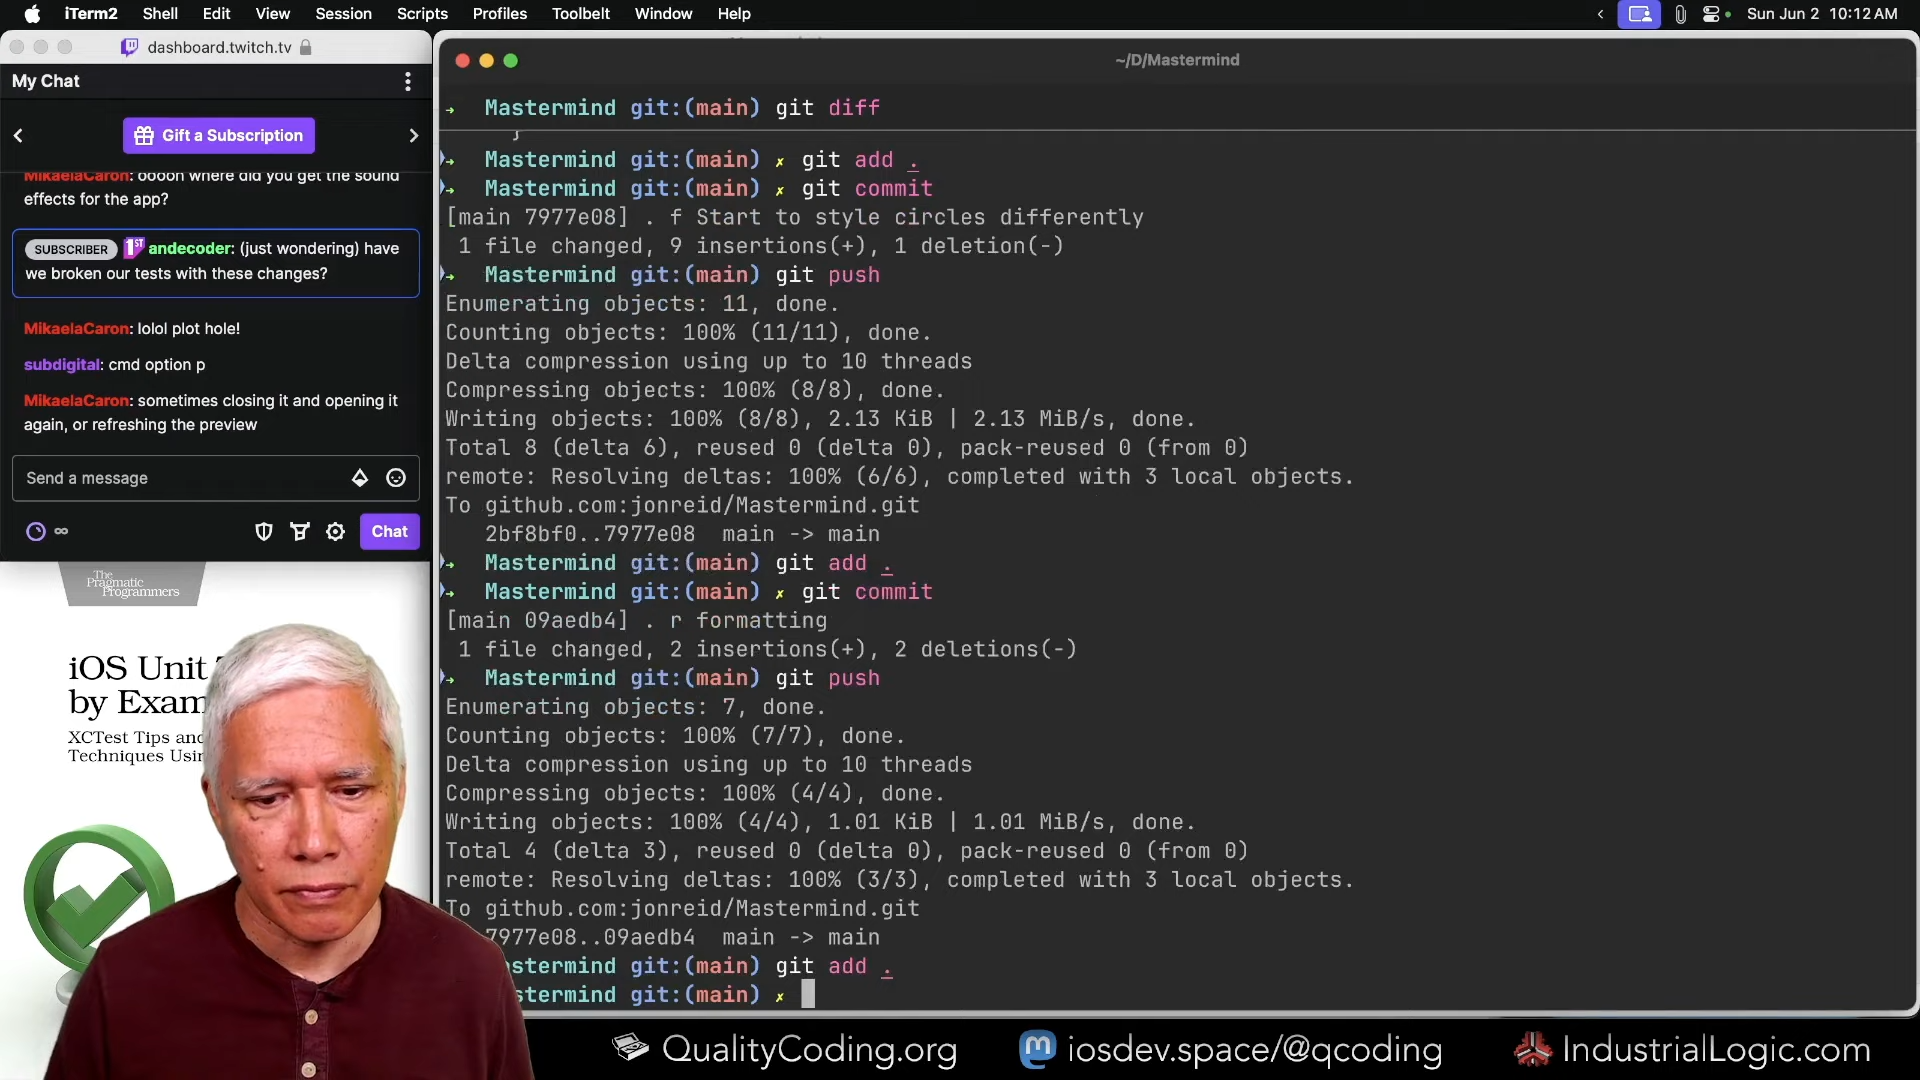 iTerm2 Shell Edit View Session Scripts Profiles Toolbelt Window Help
Sun Jun 2 10:12 AM
dashboard.twitch.tv
My Chat
Gift a Subscription
MikaelaCaron: ooooh where did you get the sound
effects for the app?
SUBSCRIBER 1ST andecoder: (just wondering) have
we broken our tests with these changes?
MikaelaCaron: lolol plot hole!
subdigital: cmd option p
MikaelaCaron: sometimes closing it and opening it
again, or refreshing the preview
Send a message
Chat
The
Pragmatic
Programmers
iOS Unit
by Exam
XCTest Tips and
Techniques Usin
~/D/Mastermind
→ Mastermind git:(main) git diff
}
→ Mastermind git:(main) ✗ git add .
→ Mastermind git:(main) ✗ git commit
[main 7977e08] . f Start to style circles differently
1 file changed, 9 insertions(+), 1 deletion(-)
→ Mastermind git:(main) git push
Enumerating objects: 11, done.
Counting objects: 100% (11/11), done.
Delta compression using up to 10 threads
Compressing objects: 100% (8/8), done.
Writing objects: 100% (8/8), 2.13 KiB | 2.13 MiB/s, done.
Total 8 (delta 6), reused 0 (delta 0), pack-reused 0 (from 0)
remote: Resolving deltas: 100% (6/6), completed with 3 local objects.
To github.com:jonreid/Mastermind.git
2bf8bf0..7977e08 main -> main
→ Mastermind git:(main) git add .
→ Mastermind git:(main) ✗ git commit
[main 09aedb4] . r formatting
1 file changed, 2 insertions(+), 2 deletions(-)
→ Mastermind git:(main) git push
Enumerating objects: 7, done.
Counting objects: 100% (7/7), done.
Delta compression using up to 10 threads
Compressing objects: 100% (4/4), done.
Writing objects: 100% (4/4), 1.01 KiB | 1.01 MiB/s, done.
Total 4 (delta 3), reused 0 (delta 0), pack-reused 0 (from 0)
remote: Resolving deltas: 100% (3/3), completed with 3 local objects.
To github.com:jonreid/Mastermind.git
7977e08..09aedb4 main -> main
astermind git:(main) git add .
stermind git:(main) ✗
QualityCoding.org
iosdev.space/@qcoding
IndustrialLogic.com